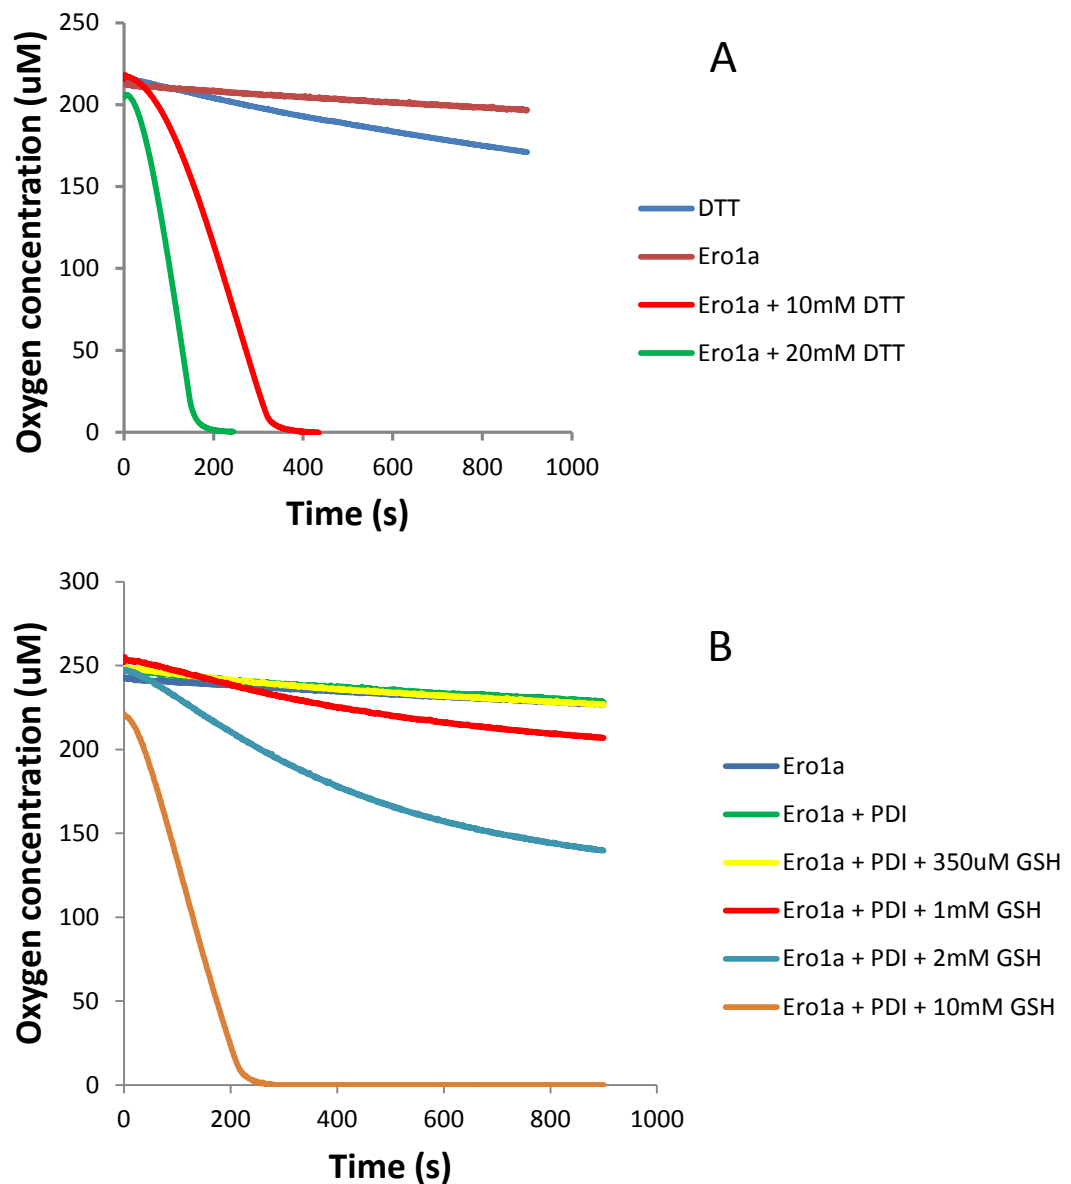 A
Oxygen concentration (uM)
250
200
150
100
50
0
0 200 400 600 800 1000
Time (s)
DTT
Ero1a
Ero1a + 10mM DTT
Ero1a + 20mM DTT
B
Oxygen concentration (uM)
300
250
200
150
100
50
0
0 200 400 600 800 1000
Time (s)
Ero1a
Ero1a + PDI
Ero1a + PDI + 350uM GSH
Ero1a + PDI + 1mM GSH
Ero1a + PDI + 2mM GSH
Ero1a + PDI + 10mM GSH